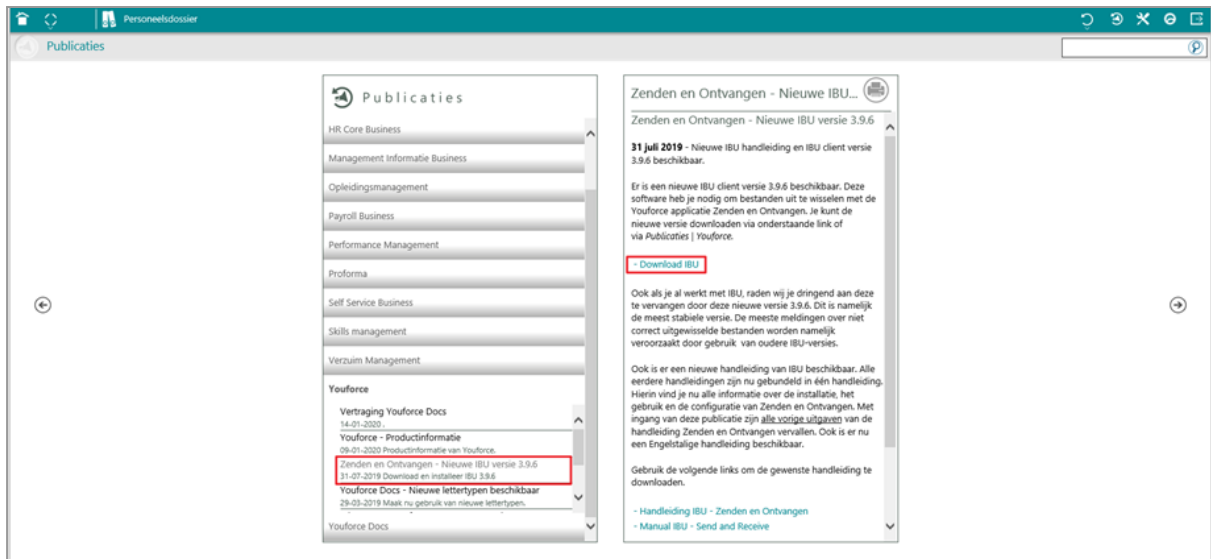 Personeelsdossier
Publicaties
Publicaties
HR Core Business
Management Informatie Business
Opleidingsmanagement
Payroll Business
Performance Management
Proforma
Self Service Business
Skills management
Verzuim Management
Youforce
Vertraging Youforce Docs
14-01-2020 .
Youforce - Productinformatie
09-01-2020 Productinformatie van Youforce.
Zenden en Ontvangen - Nieuwe IBU versie 3.9.6
31-07-2019 Download en installeer IBU 3.9.6
Youforce Docs - Nieuwe lettertypen beschikbaar
29-03-2019 Maak nu gebruik van nieuwe lettertypen.
Youforce Docs
Zenden en Ontvangen - Nieuwe IBU...
Zenden en Ontvangen - Nieuwe IBU versie 3.9.6
31 juli 2019 - Nieuwe IBU handleiding en IBU client versie
3.9.6 beschikbaar.
Er is een nieuwe IBU client versie 3.9.6 beschikbaar. Deze
software heb je nodig om bestanden uit te wisselen met de
Youforce applicatie Zenden en Ontvangen. Je kunt de
nieuwe versie downloaden via onderstaande link of
via Publicaties | Youforce.
- Download IBU
Ook als je al werkt met IBU, raden wij je dringend aan deze
te vervangen door deze nieuwe versie 3.9.6. Dit is namelijk
de meest stabiele versie. De meeste meldingen over niet
correct uitgewisselde bestanden worden namelijk
veroorzaakt door gebruik van oudere IBU-versies.
Ook is er een nieuwe handleiding van IBU beschikbaar. Alle
eerdere handleidingen zijn nu gebundeld in één handleiding.
Hierin vind je nu alle informatie over de installatie, het
gebruik en de configuratie van Zenden en Ontvangen. Met
ingang van deze publicatie zijn alle vorige uitgaven van de
handleiding Zenden en Ontvangen vervallen. Ook is er nu
een Engelstalige handleiding beschikbaar.
Gebruik de volgende links om de gewenste handleiding te
downloaden.
- Handleiding IBU - Zenden en Ontvangen
- Manual IBU - Send and Receive